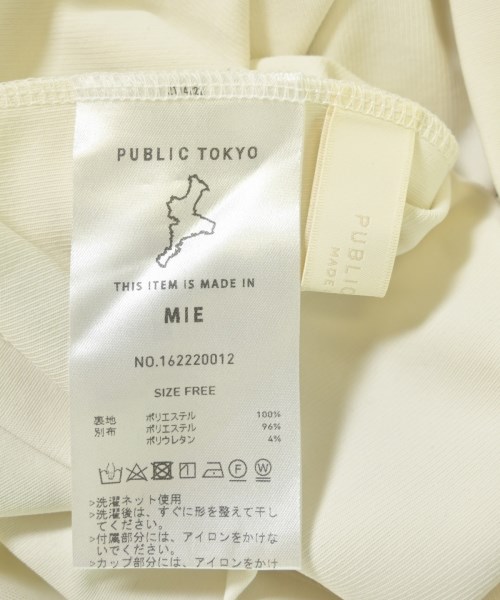 PUBLIC TOKYO
THIS ITEM IS MADE IN
MIE
NO.162220012
SIZE FREE
裏地 ポリエステル 100%
別布 ポリエステル 96%
ポリウレタン 4%
F W
>洗濯ネット使用
>洗濯後は、すぐに形を整えて干し
てください。
>付属部分には、アイロンをかけな
いでください。
>カップ部分には、アイロンをかけ
PUBLIC
MADE